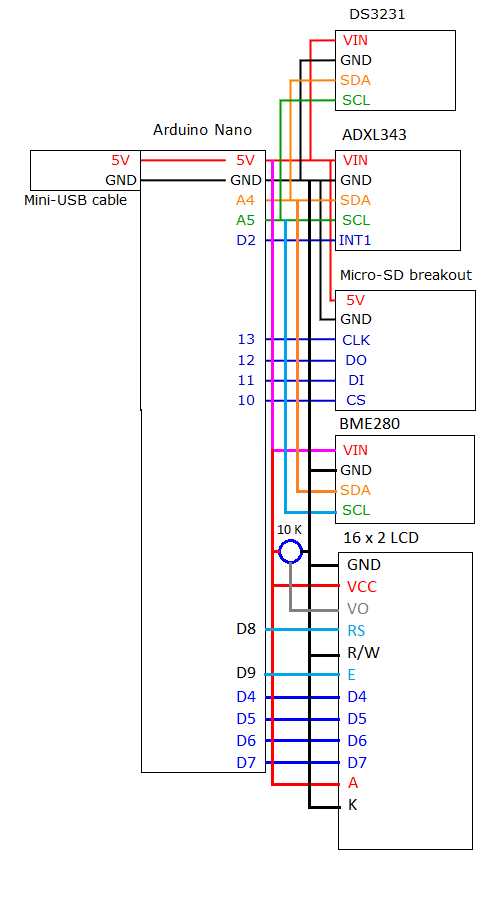 DS3231
VIN
GND
SDA
SCL
Arduino Nano
ADXL343
5V 5V VIN
GND GND GND
Mini-USB cable
A4 SDA
A5 SCL
D2 INT1
Micro-SD breakout
5V
GND
13 CLK
12 DO
11 DI
10 CS
BME280
VIN
GND
SDA
SCL
10 K
16 x 2 LCD
GND
VCC
VO
D8 RS
R/W
D9 E
D4 D4
D5 D5
D6 D6
D7 D7
A
K